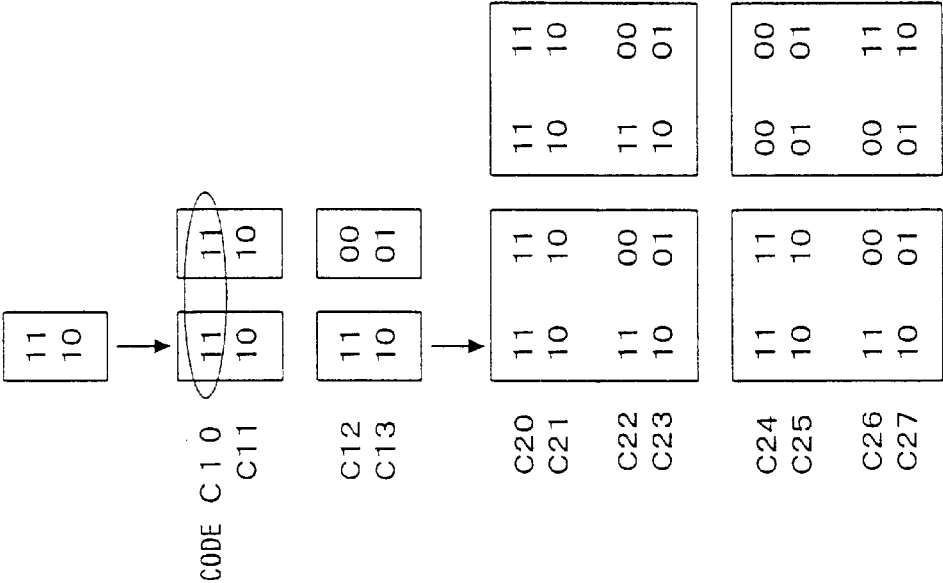 11
10
CODE C10 11 11
C11 10 10
C12 11 00
C13 10 01
C20 11 11 11 11
C21 10 10 10 10
C22 11 00 11 00
C23 10 01 10 01
C24 11 11 00 00
C25 10 10 01 01
C26 11 00 00 11
C27 10 01 01 10